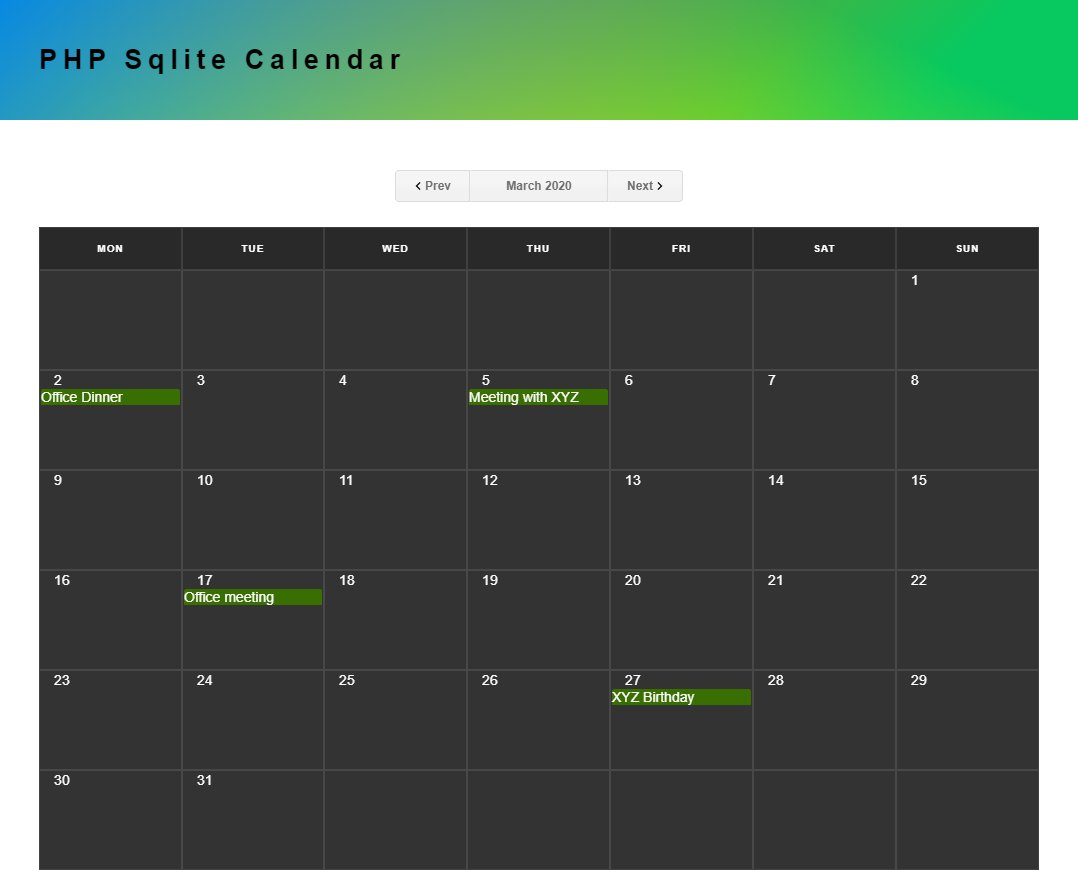 PHP Sqlite Calendar
Prev March 2020 Next
MON TUE WED THU FRI SAT SUN
1
2 3 4 5 6 7 8
Office Dinner Meeting with XYZ
9 10 11 12 13 14 15
16 17 18 19 20 21 22
Office meeting
23 24 25 26 27 28 29
XYZ Birthday
30 31